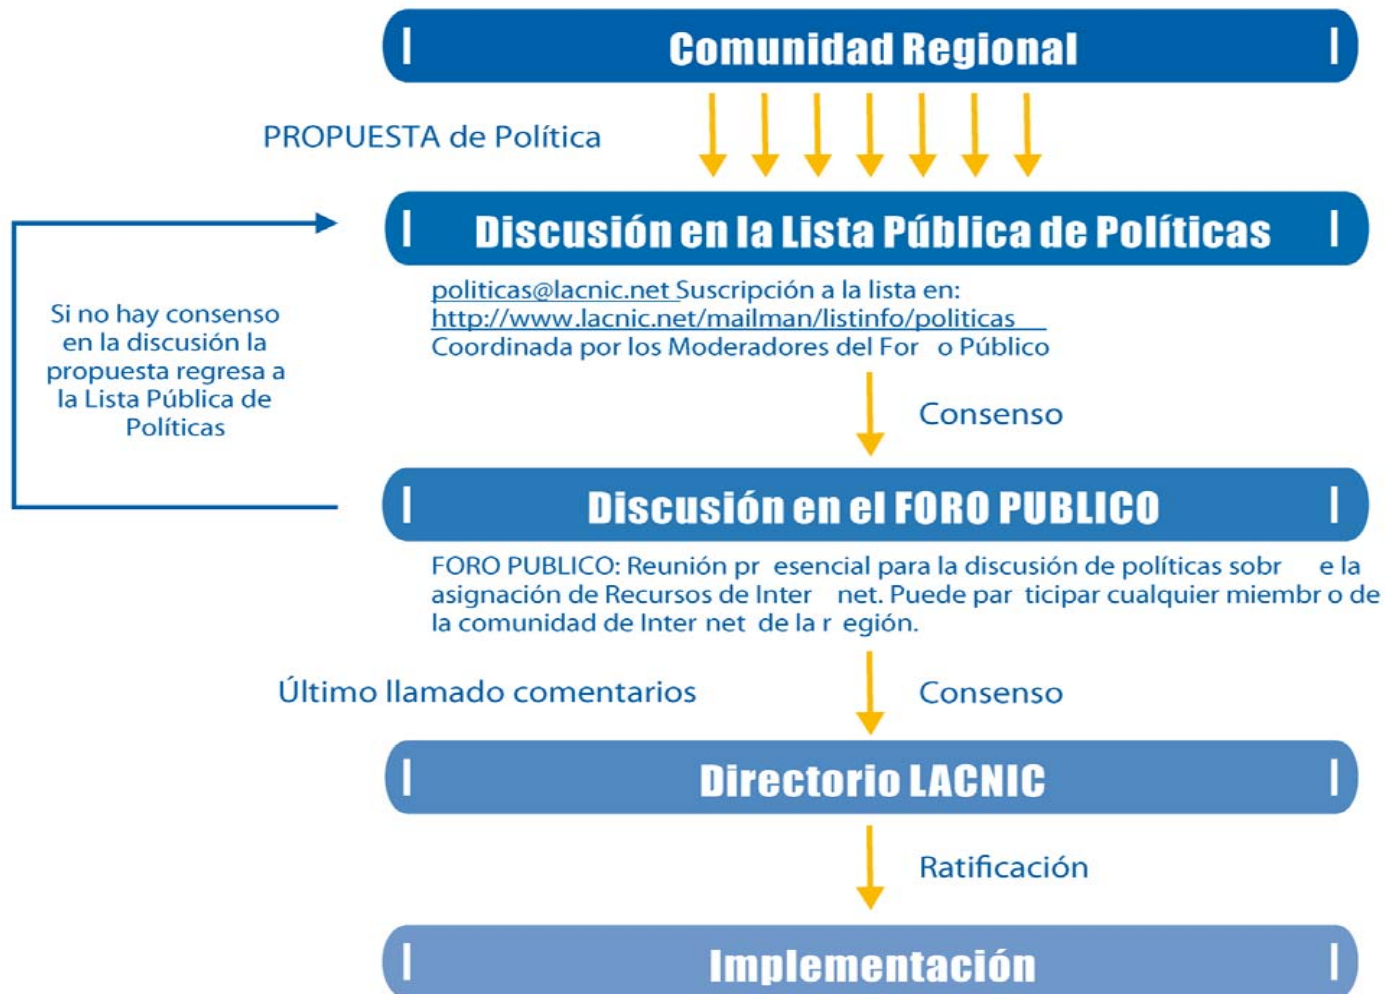 Comunidad Regional
PROPUESTA de Política
Discusión en la Lista Pública de Políticas
politicas@lacnic.net Suscripción a la lista en:
http://www.lacnic.net/mailman/listinfo/politicas
Coordinada por los Moderadores del For o Público
Si no hay consenso
en la discusión la
propuesta regresa a
la Lista Pública de
Políticas
Consenso
Discusión en el FORO PUBLICO
FORO PUBLICO: Reunión pr esencial para la discusión de políticas sobr e la
asignación de Recursos de Inter net. Puede par ticipar cualquier miembr o de
la comunidad de Inter net de la r egión.
Último llamado comentarios
Consenso
Directorio LACNIC
Ratificación
Implementación